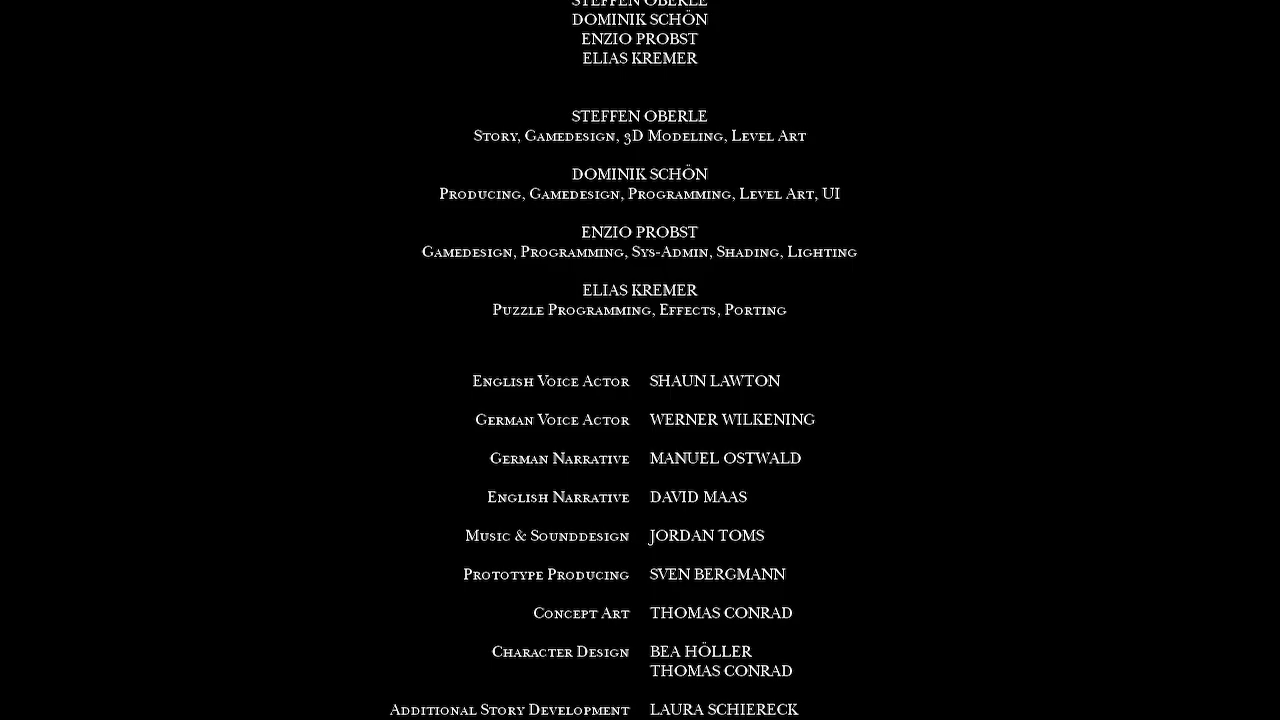 STEFFEN OBERLE
DOMINIK SCHÖN
ENZIO PROBST
ELIAS KREMER
STEFFEN OBERLE
Story, Gamedesign, 3D Modeling, Level Art
DOMINIK SCHÖN
Producing, Gamedesign, Programming, Level Art, UI
ENZIO PROBST
Gamedesign, Programming, Sys-Admin, Shading, Lighting
ELIAS KREMER
Puzzle Programming, Effects, Porting
English Voice Actor SHAUN LAWTON
German Voice Actor WERNER WILKENING
German Narrative MANUEL OSTWALD
English Narrative DAVID MAAS
Music & Sounddesign JORDAN TOMS
Prototype Producing SVEN BERGMANN
Concept Art THOMAS CONRAD
Character Design BEA HÖLLER
THOMAS CONRAD
Additional Story Development LAURA SCHIERECK